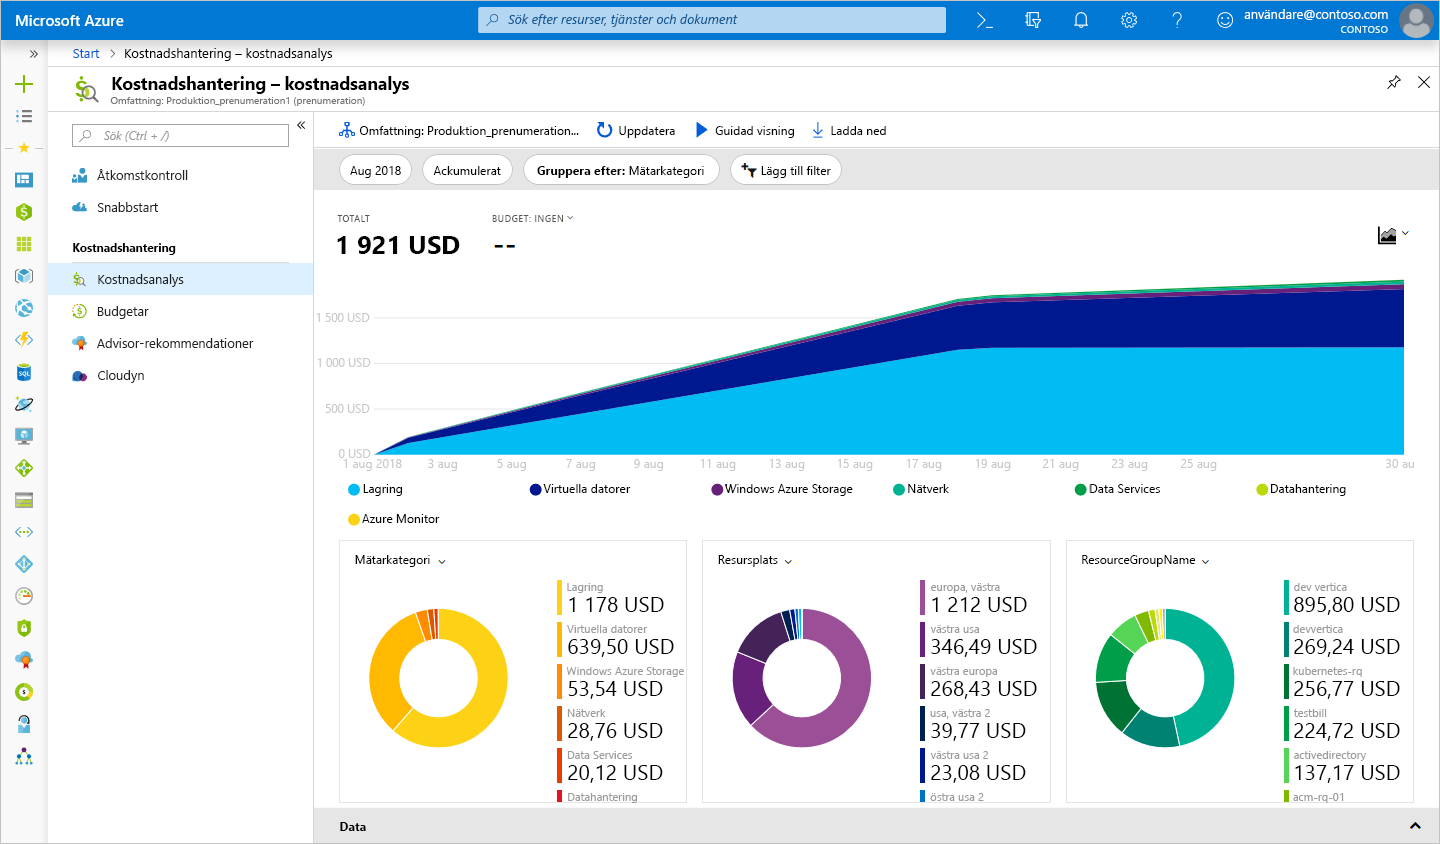 Microsoft Azure
Sök efter resurser, tjänster och dokument
användare@contoso.com
CONTOSO
Start
Kostnadshantering – kostnadsanalys
Kostnadshantering – kostnadsanalys
Omfattning: Produktion_prenumeration1 (prenumeration)
Sök (Ctrl + /)
Åtkomstkontroll
Snabbstart
Kostnadshantering
Kostnadsanalys
Budgetar
Advisor-rekommendationer
Cloudyn
Omfattning: Produktion_prenumeration...
Uppdatera
Guidad visning
Ladda ned
Aug 2018
Ackumulerat
Gruppera efter: Mätarkategori
Lägg till filter
TOTALT
1 921 USD
BUDGET: INGEN
--
1 500 USD
1 000 USD
500 USD
0 USD
1 aug 2018
3 aug
5 aug
7 aug
9 aug
11 aug
13 aug
15 aug
17 aug
19 aug
21 aug
23 aug
25 aug
30 au
Lagring
Virtuella datorer
Windows Azure Storage
Nätverk
Data Services
Datahantering
Azure Monitor
Mätarkategori
Lagring
1 178 USD
Virtuella datorer
639,50 USD
Windows Azure Storage
53,54 USD
Nätverk
28,76 USD
Data Services
20,12 USD
Datahantering
Resursplats
europa, västra
1 212 USD
västra usa
346,49 USD
västra europa
268,43 USD
usa, västra 2
39,77 USD
västra usa 2
23,08 USD
östra usa 2
ResourceGroupName
dev vertica
895,80 USD
devvertica
269,24 USD
kubernetes-rq
256,77 USD
testbill
224,72 USD
activedirectory
137,17 USD
acm-rq-01
Data